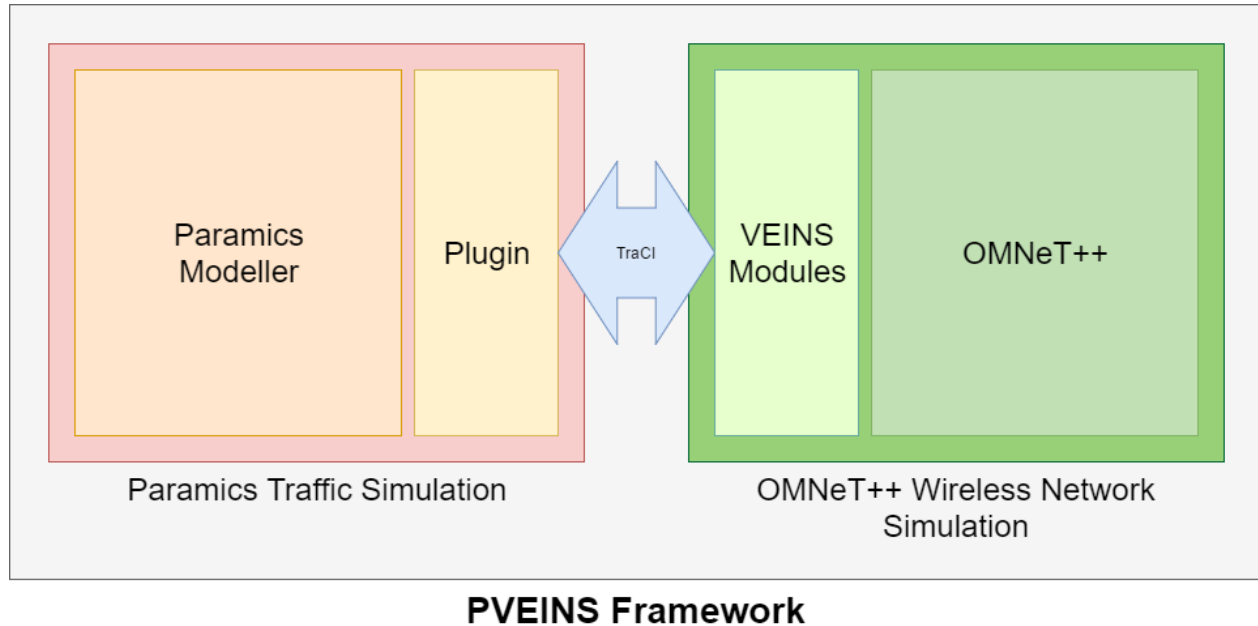 Paramics
Modeller
Plugin
TraCI
VEINS
Modules
OMNeT++
Paramics Traffic Simulation
OMNeT++ Wireless Network
Simulation
PVEINS Framework